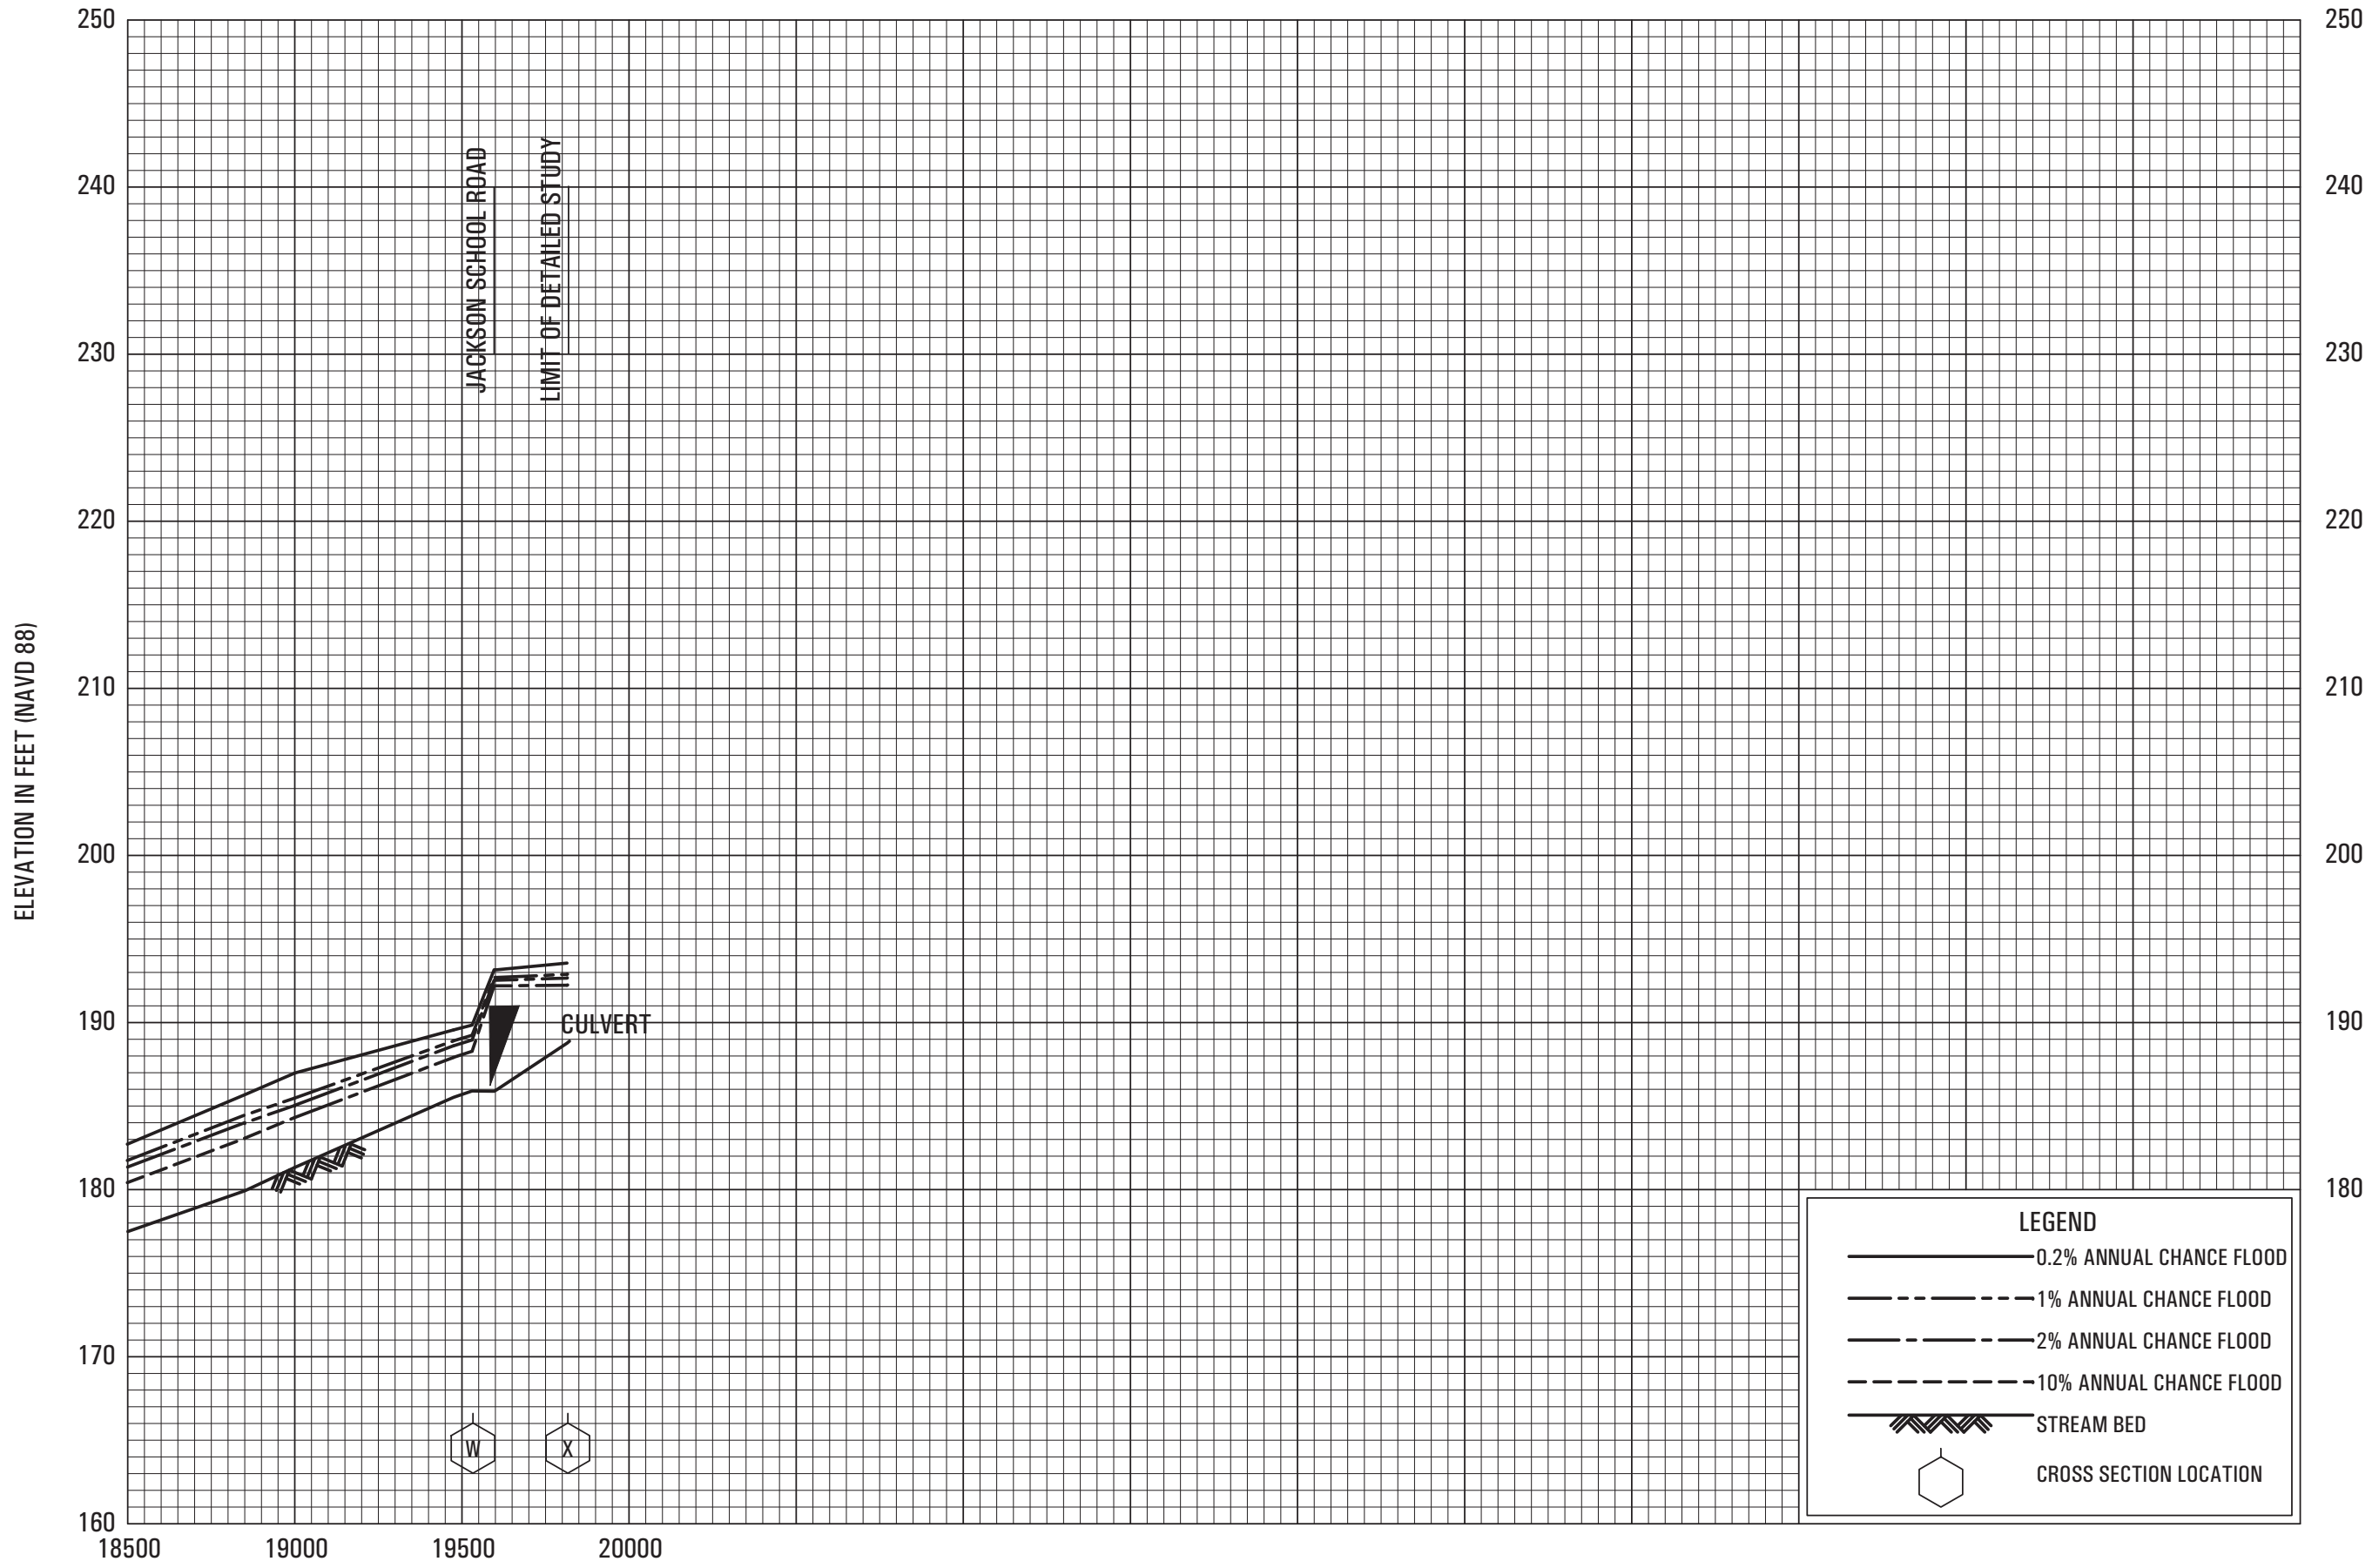 250
240
230
220
210
200
190
180
170
160
ELEVATION IN FEET (NAVD 88)
JACKSON SCHOOL ROAD
LIMIT OF DETAILED STUDY
CULVERT
W
X
18500
19000
19500
20000
250
240
230
220
210
200
190
180
LEGEND
0.2% ANNUAL CHANCE FLOOD
1% ANNUAL CHANCE FLOOD
2% ANNUAL CHANCE FLOOD
10% ANNUAL CHANCE FLOOD
STREAM BED
CROSS SECTION LOCATION